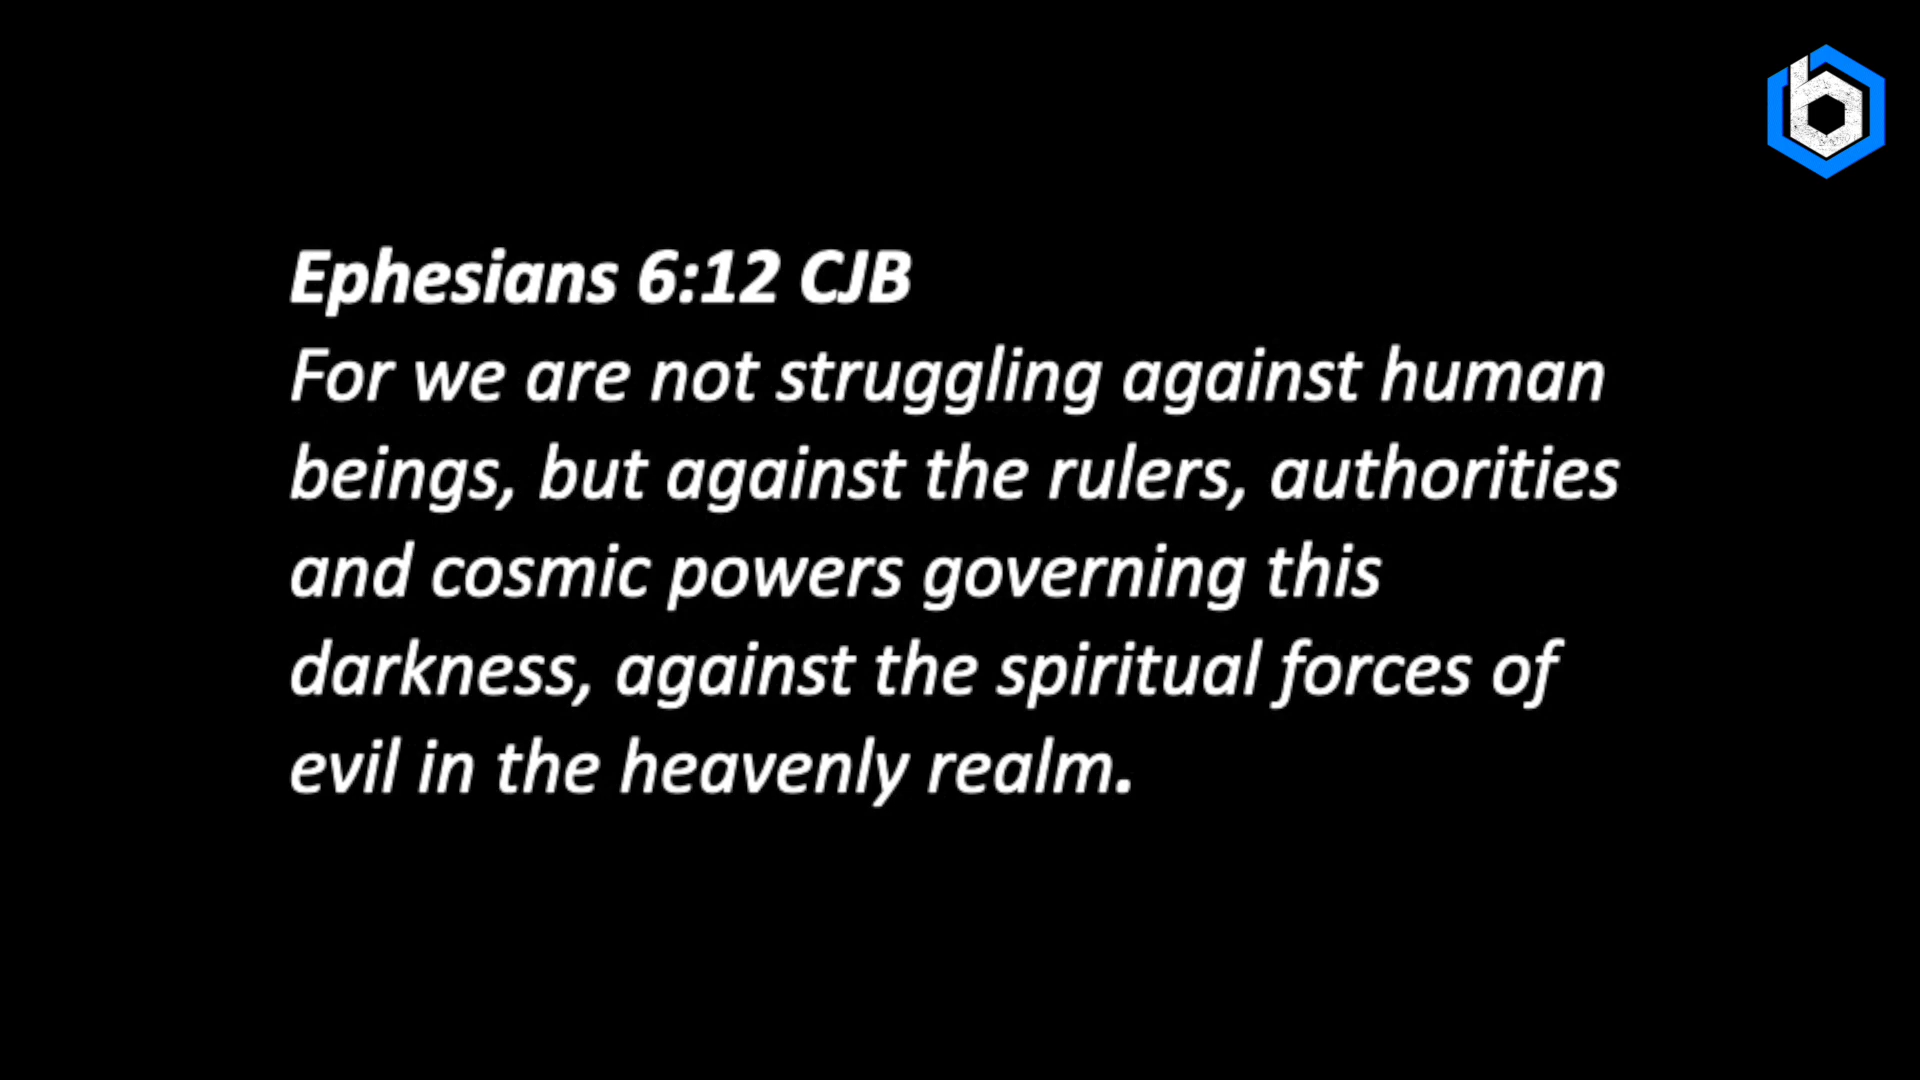 Ephesians 6:12 CJB
For we are not struggling against human
beings, but against the rulers, authorities
and cosmic powers governing this
darkness, against the spiritual forces of
evil in the heavenly realm.
b